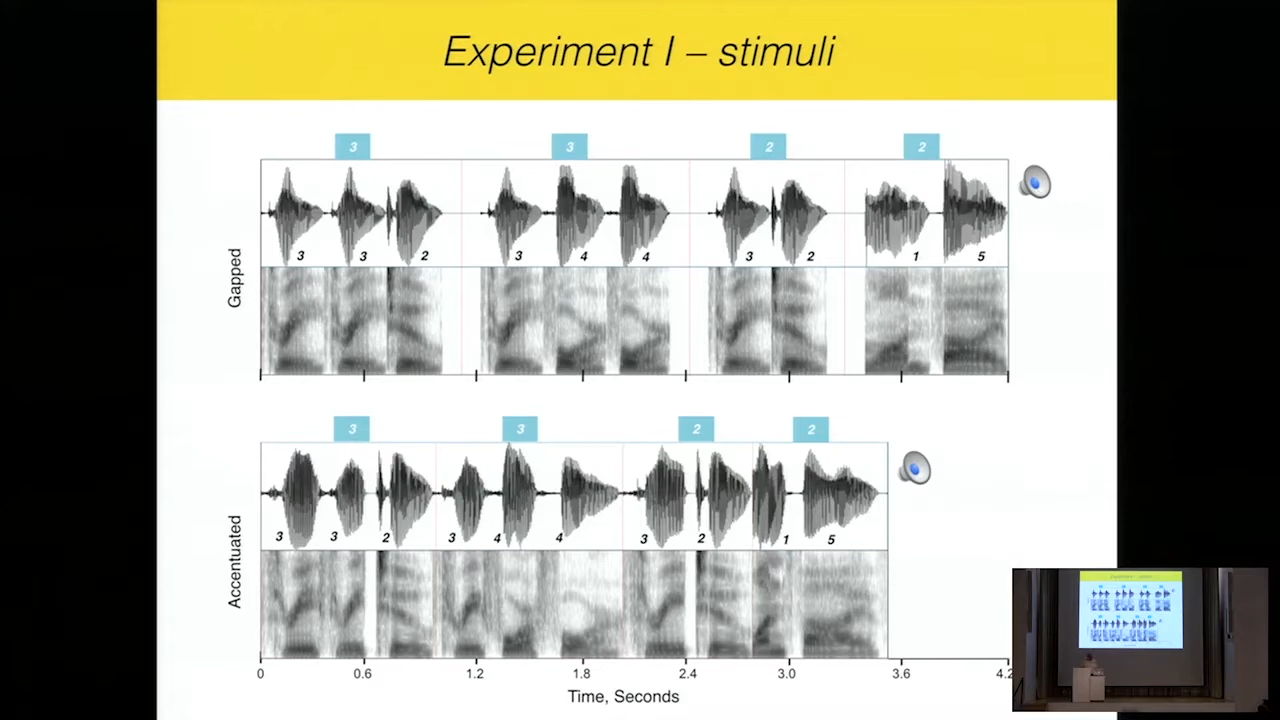 Experiment I – stimuli
3 3 2 2
Gapped
3 3 2 3 4 4 3 2 1 5
3 3 2 2
Accentuated
3 3 2 3 4 4 3 2 1 5
0 0.6 1.2 1.8 2.4 3.0 3.6 4.2
Time, Seconds